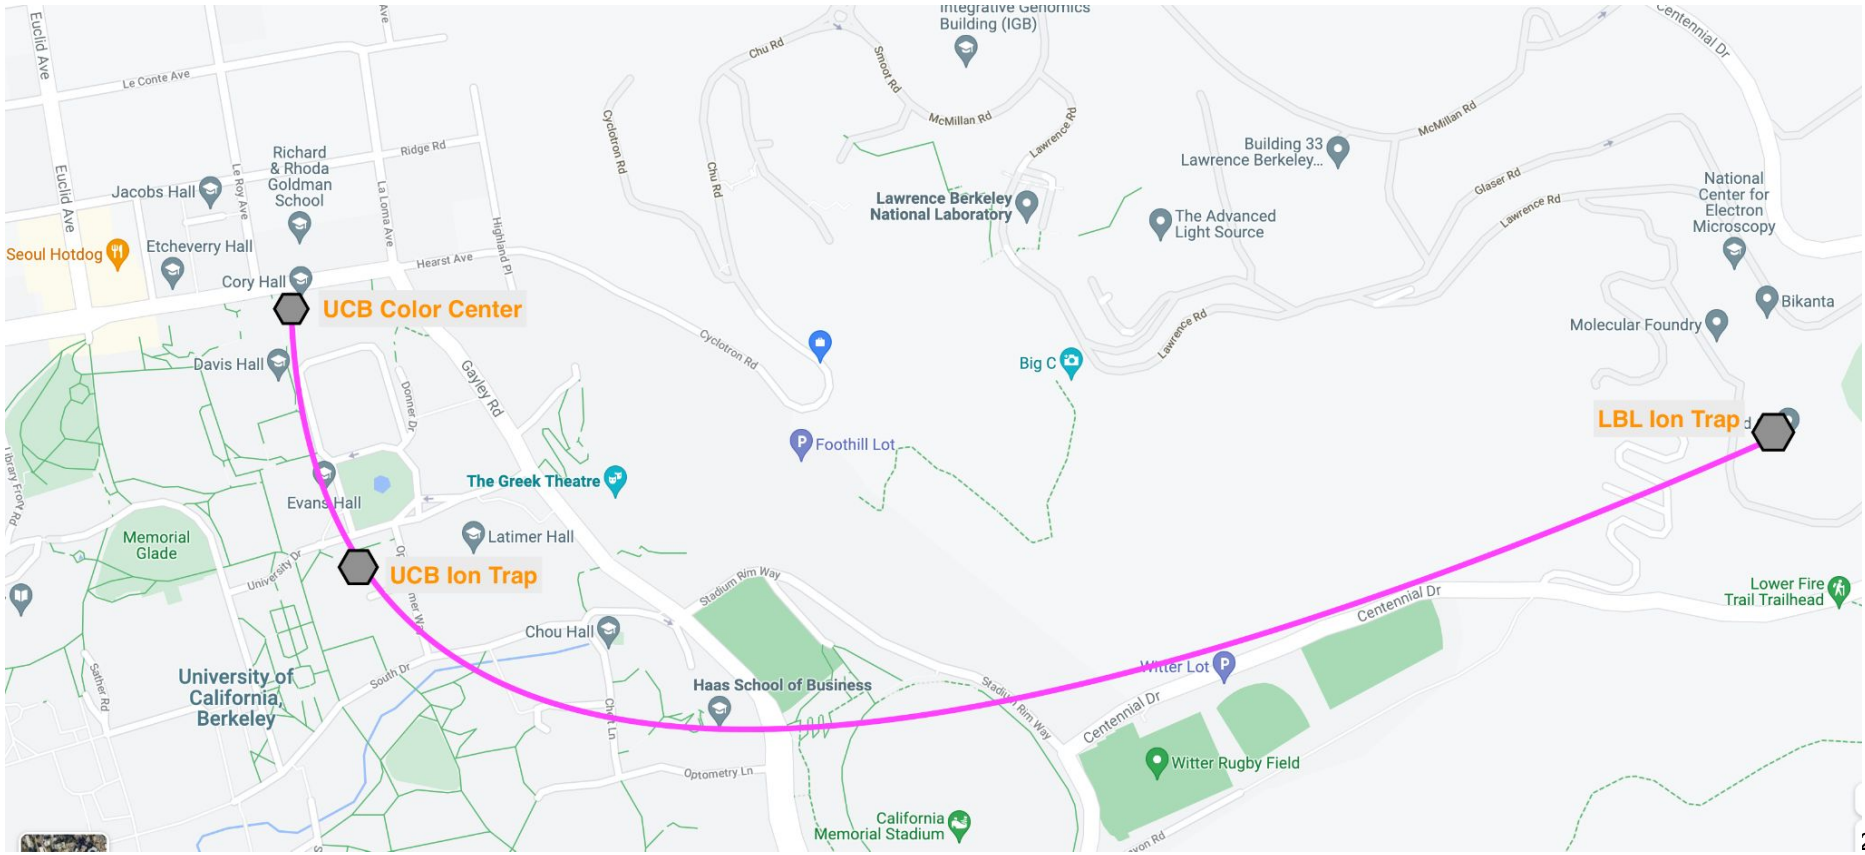 Integrative Genomics
Building (IGB)
Centennial Dr
Euclid Ave
Ave
Le Conte Ave
Chu Rd
Smoot Rd
McMillan Rd
Lawrence Rd
McMillan Rd
Cyclotron Rd
Chu Rd
Building 33
Lawrence Berkeley...
Richard
& Rhoda
Goldman
School
Ridge Rd
Jacobs Hall
Le Roy Ave
La Loma Ave
Euclid Ave
Highland Pl
Lawrence Berkeley
National Laboratory
The Advanced
Light Source
Glaser Rd
Lawrence Rd
National
Center for
Electron
Microscopy
Seoul Hotdog
Etcheverry Hall
Cory Hall
Hearst Ave
UCB Color Center
Bikanta
Molecular Foundry
Lawrence Rd
Cyclotron Rd
Davis Hall
Donner Dr
Gayley Rd
Big C
LBL Ion Trap
d
Foothill Lot
The Greek Theatre
Library Front Rd
Evans Hall
Memorial
Glade
Latimer Hall
University Dr
UCB Ion Trap
Stadium Rim Way
Centennial Dr
Lower Fire
Trail Trailhead
Chou Hall
South Dr
Sather Rd
University of
California,
Berkeley
Haas School of Business
Witter Lot
Stadium Rim Way
Centennial Dr
Optometry Ln
Witter Rugby Field
California
Memorial Stadium